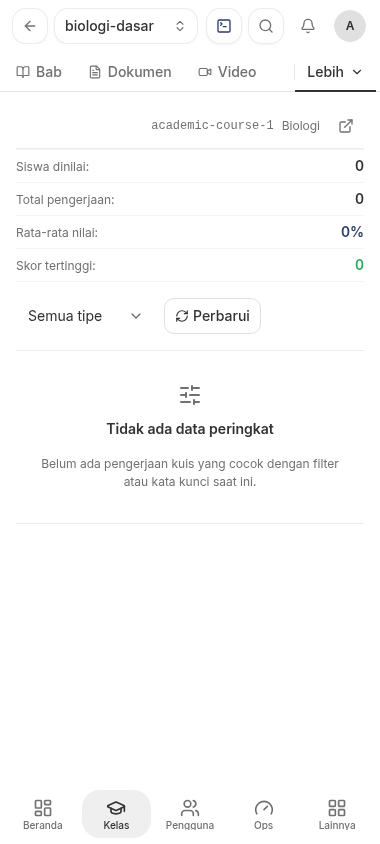 biologi-dasar
A
Bab
Dokumen
Video
Lebih
academic-course-1 Biologi
Siswa dinilai: 0
Total pengerjaan: 0
Rata-rata nilai: 0%
Skor tertinggi: 0
Semua tipe
Perbarui
Tidak ada data peringkat
Belum ada pengerjaan kuis yang cocok dengan filter
atau kata kunci saat ini.
Beranda
Kelas
Pengguna
Ops
Lainnya